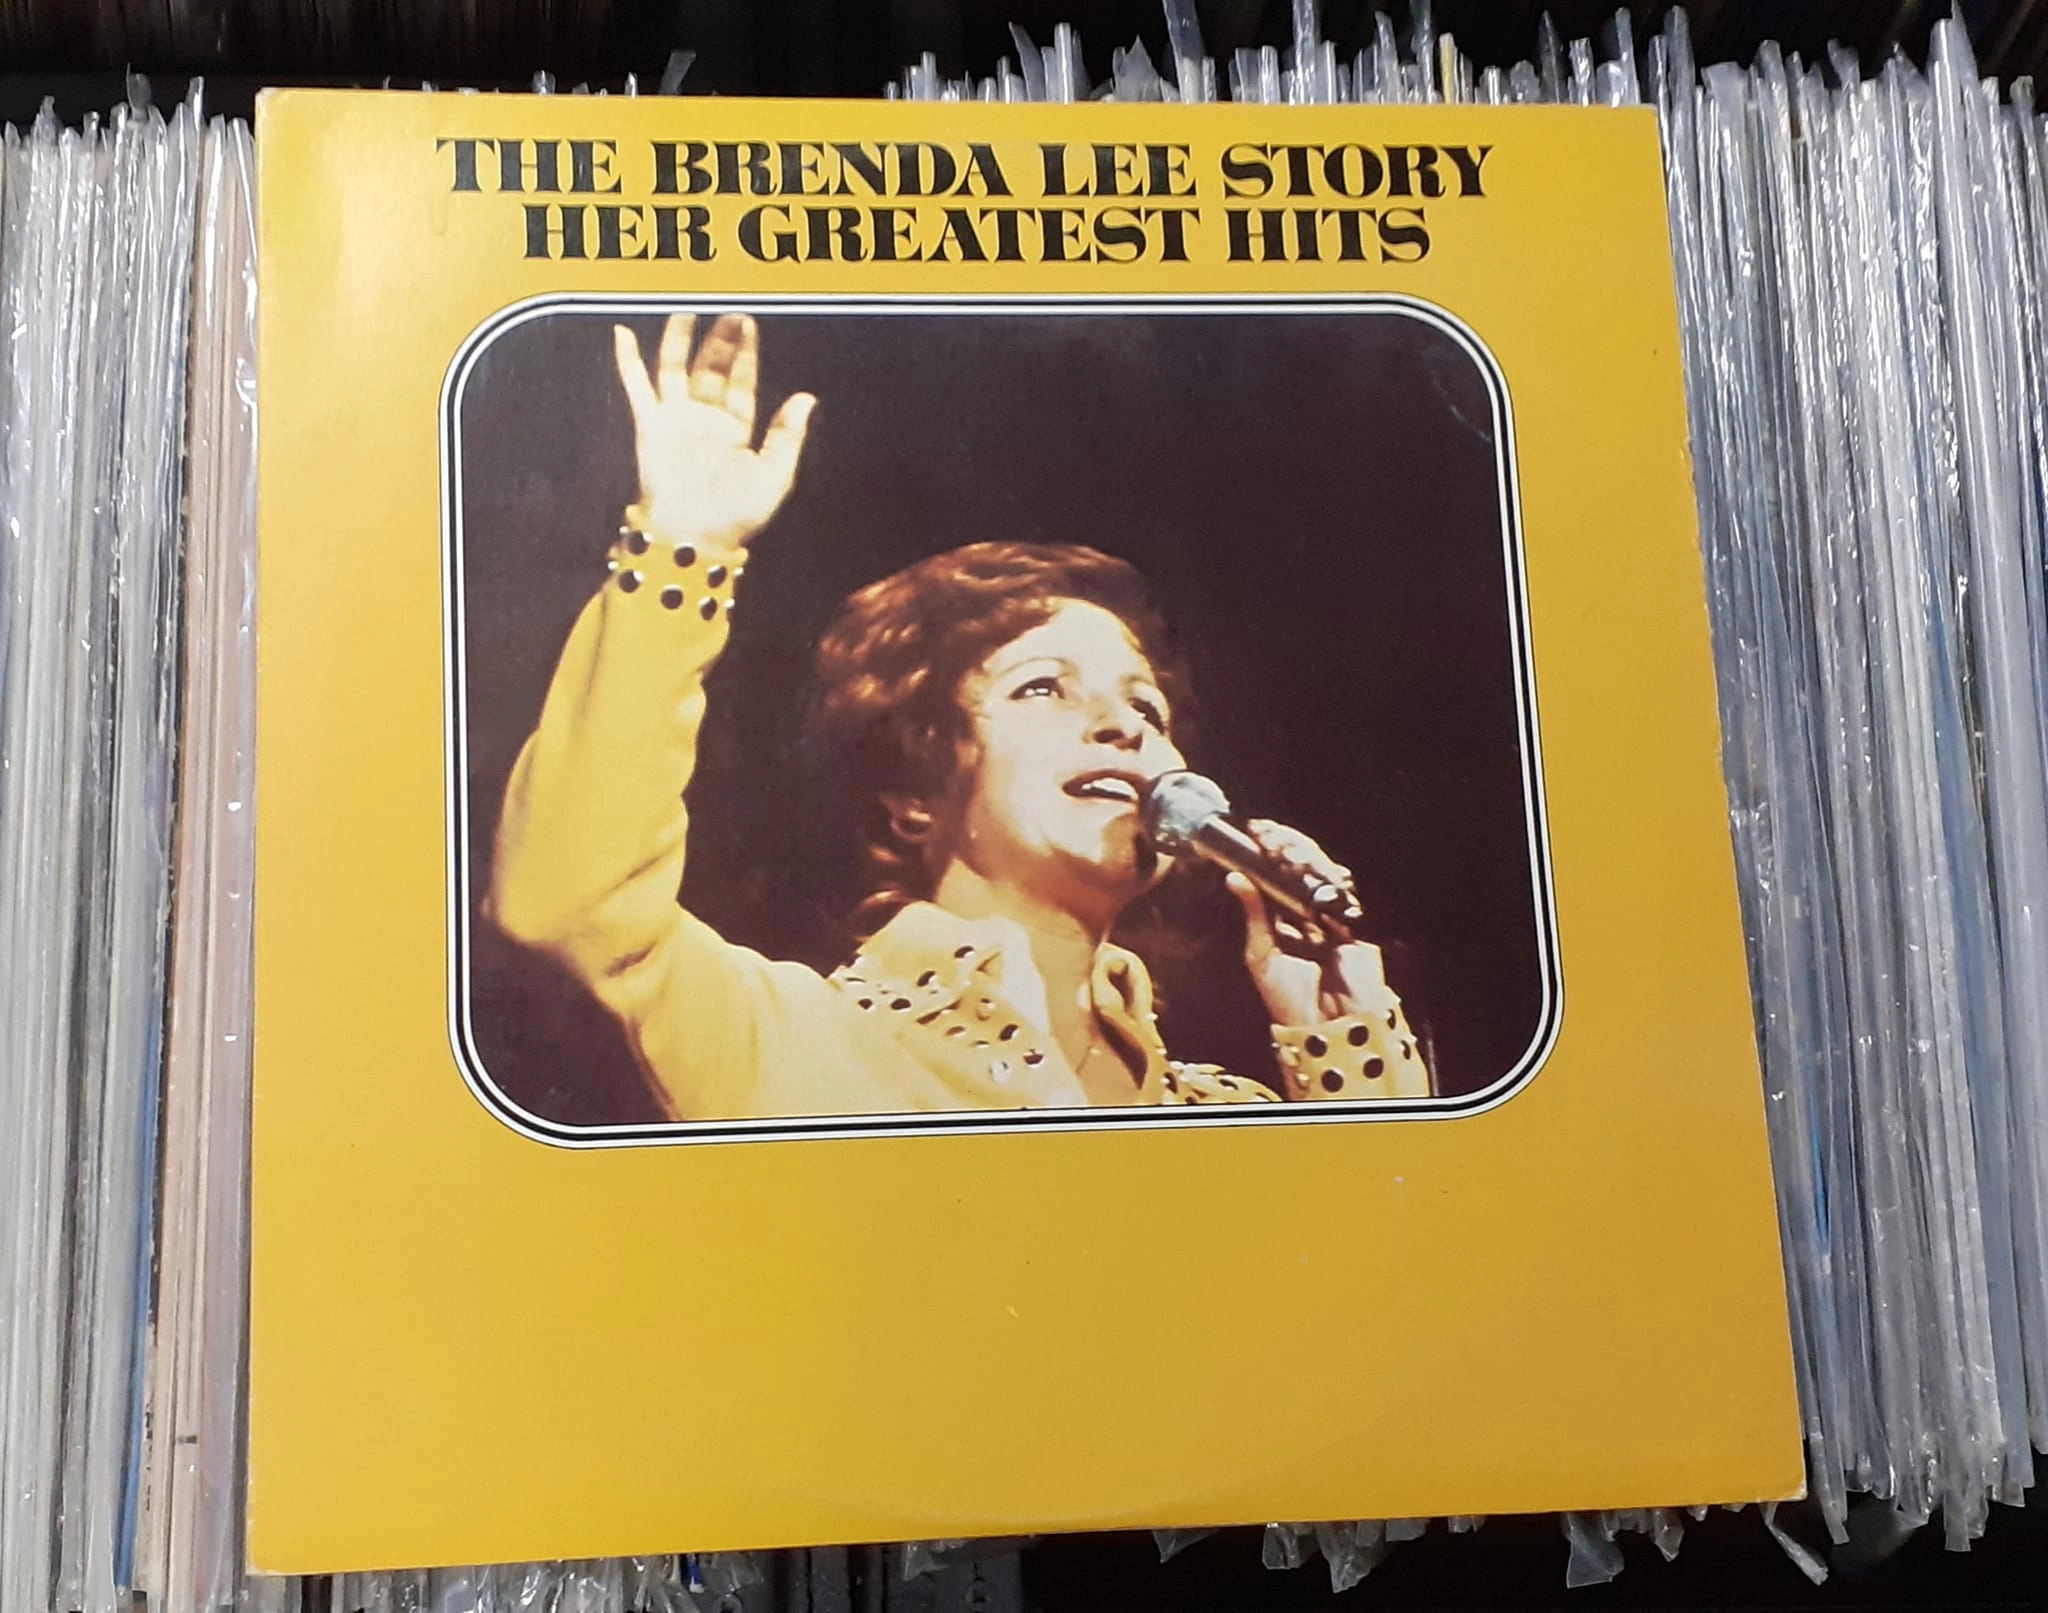 THE BRENDA LEE STORY
HER GREATEST HITS